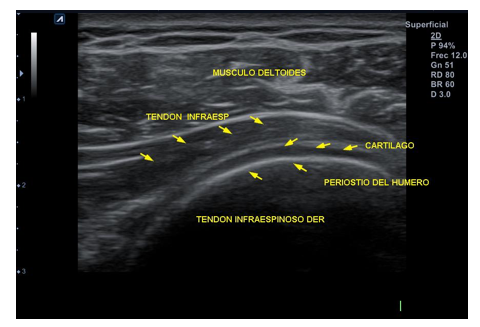 A
Superficial
2D
P 94%
Frec 12.0
Gn 51
RD 80
BR 60
D 3.0
MUSCULO DELTOIDES
1
TENDON INFRAESP
CARTILAGO
2
PERIOSTIO DEL HUMERO
TENDON INFRAESPINOSO DER
3